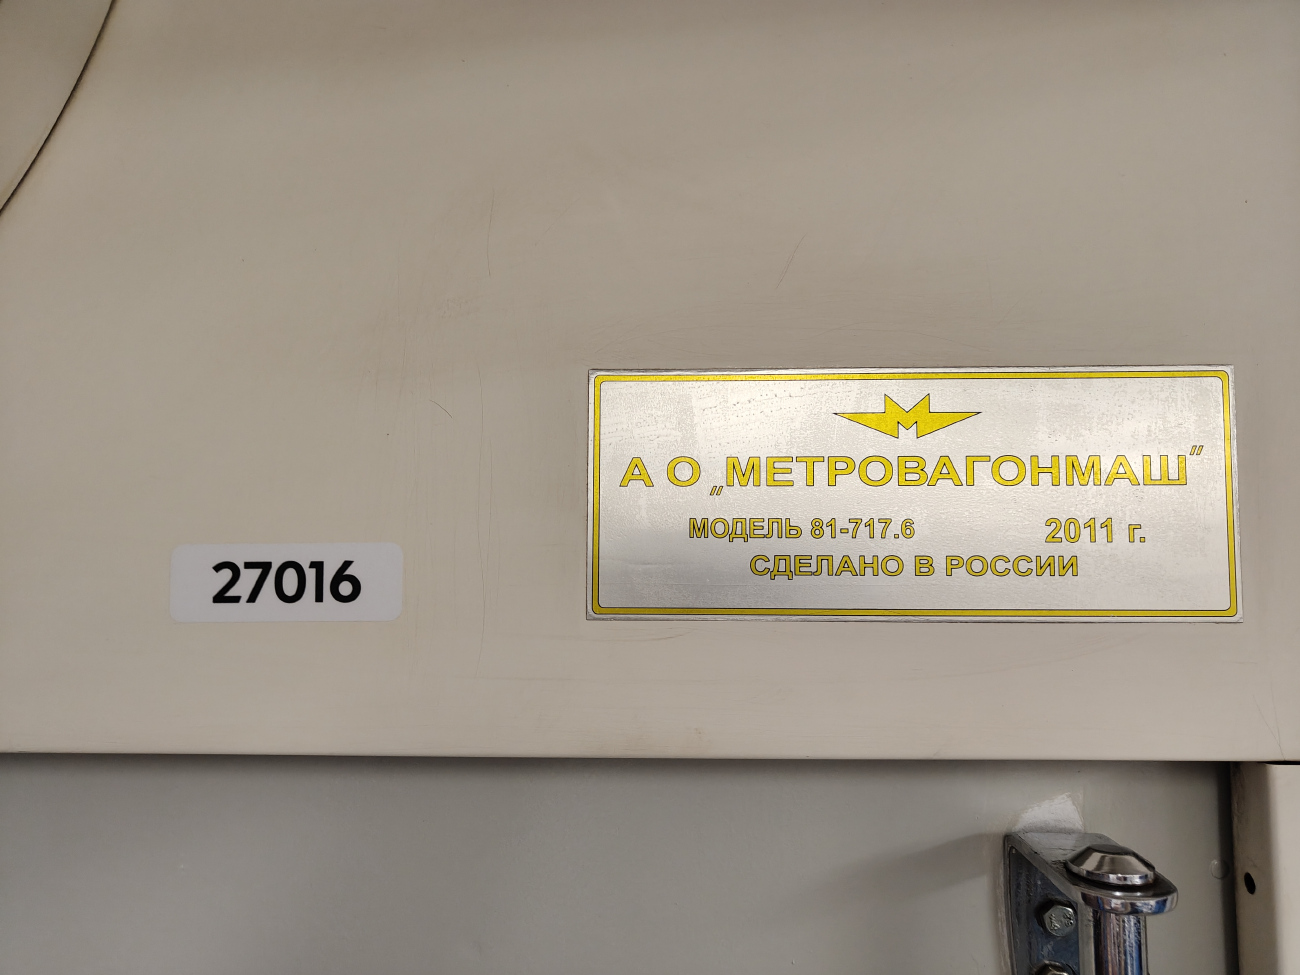 27016
М
А О „МЕТРОВАГОНМАШ"
МОДЕЛЬ 81-717.6 2011 г.
СДЕЛАНО В РОССИИ